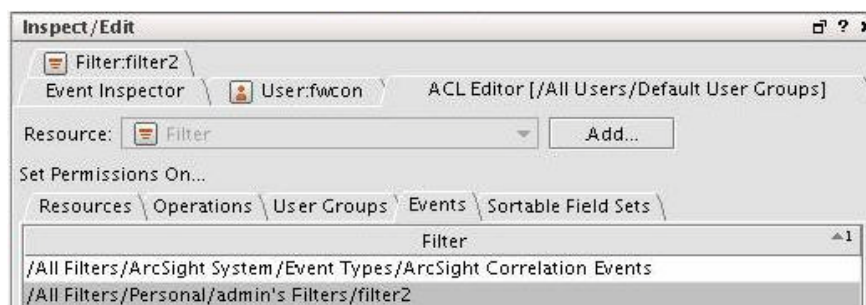 Inspect/Edit
Filter:filter2
Event Inspector User:fwcon ACL Editor [/All Users/Default User Groups]
Resource: Filter Add...
Set Permissions On...
Resources Operations User Groups Events Sortable Field Sets
Filter 1
/All Filters/ArcSight System/Event Types/ArcSight Correlation Events
/All Filters/Personal/admin's Filters/filter2